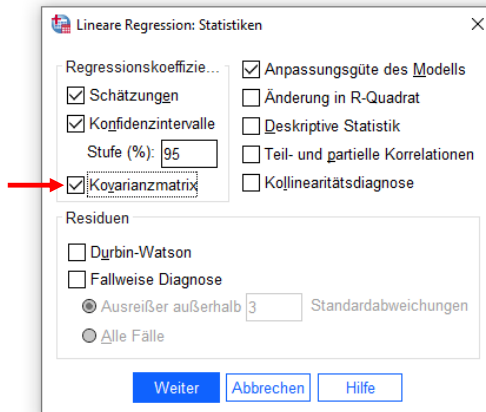 Lineare Regression: Statistiken
Regressionskoeffizie...
Schätzungen
Konfidenzintervalle
Stufe (%): 95
Kovarianzmatrix
Anpassungsgüte des Modells
Änderung in R-Quadrat
Deskriptive Statistik
Teil- und partielle Korrelationen
Kollinearitätsdiagnose
Residuen
Durbin-Watson
Fallweise Diagnose
Ausreißer außerhalb 3 Standardabweichungen
Alle Fälle
Weiter Abbrechen Hilfe